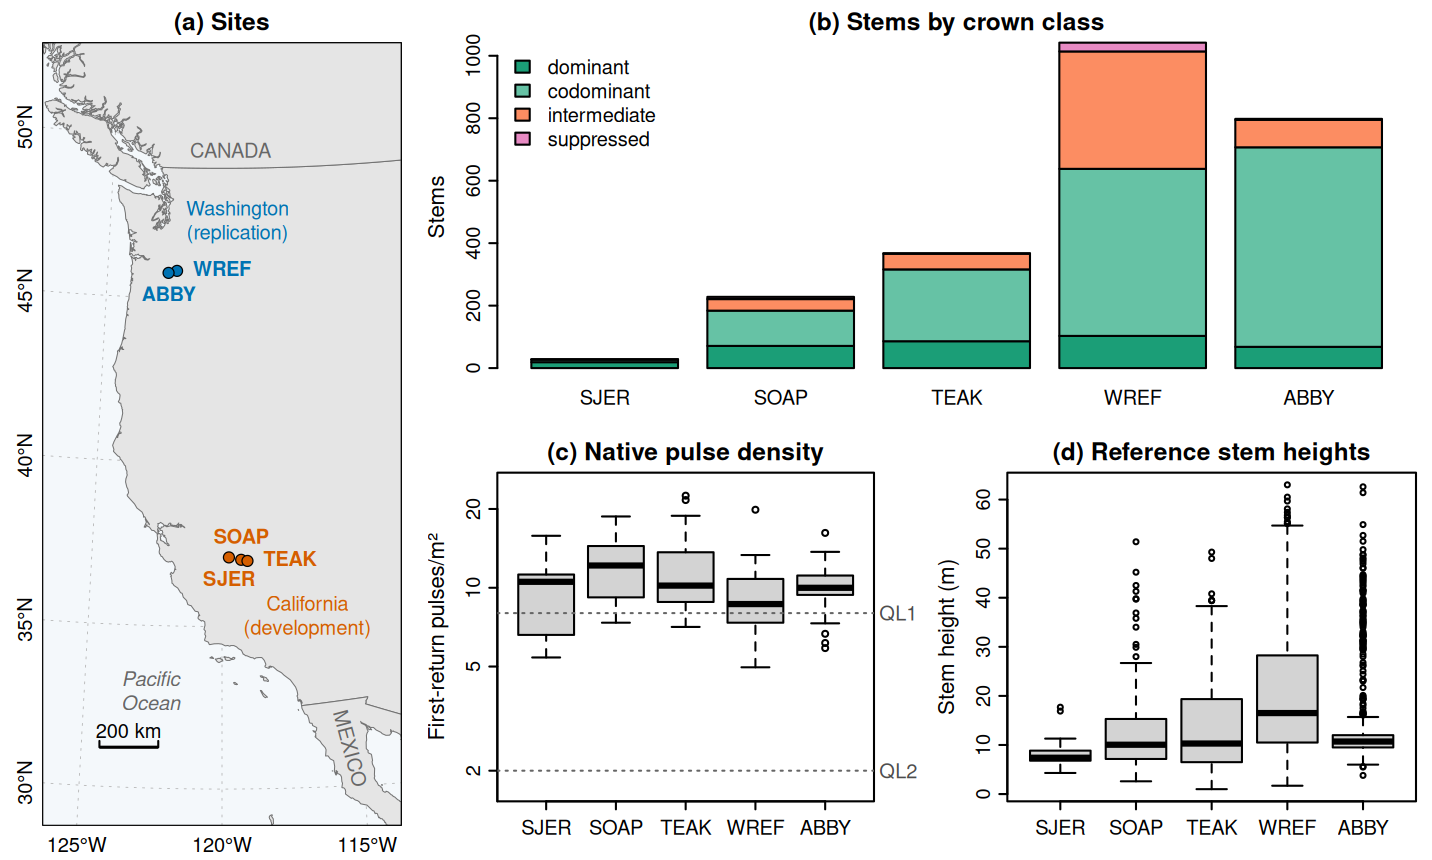 (a) Sites
50°N
45°N
40°N
35°N
30°N
125°W
120°W
115°W
CANADA
Washington
(replication)
WREF
ABBY
SOAP
TEAK
SJER
California
(development)
Pacific
Ocean
200 km
MEXICO
(b) Stems by crown class
Stems
1000
800
600
400
200
0
dominant
codominant
intermediate
suppressed
SJER
SOAP
TEAK
WREF
ABBY
(c) Native pulse density
First-return pulses/m²
20
10
5
2
QL1
QL2
SJER
SOAP
TEAK
WREF
ABBY
(d) Reference stem heights
Stem height (m)
60
50
40
30
20
10
0
SJER
SOAP
TEAK
WREF
ABBY